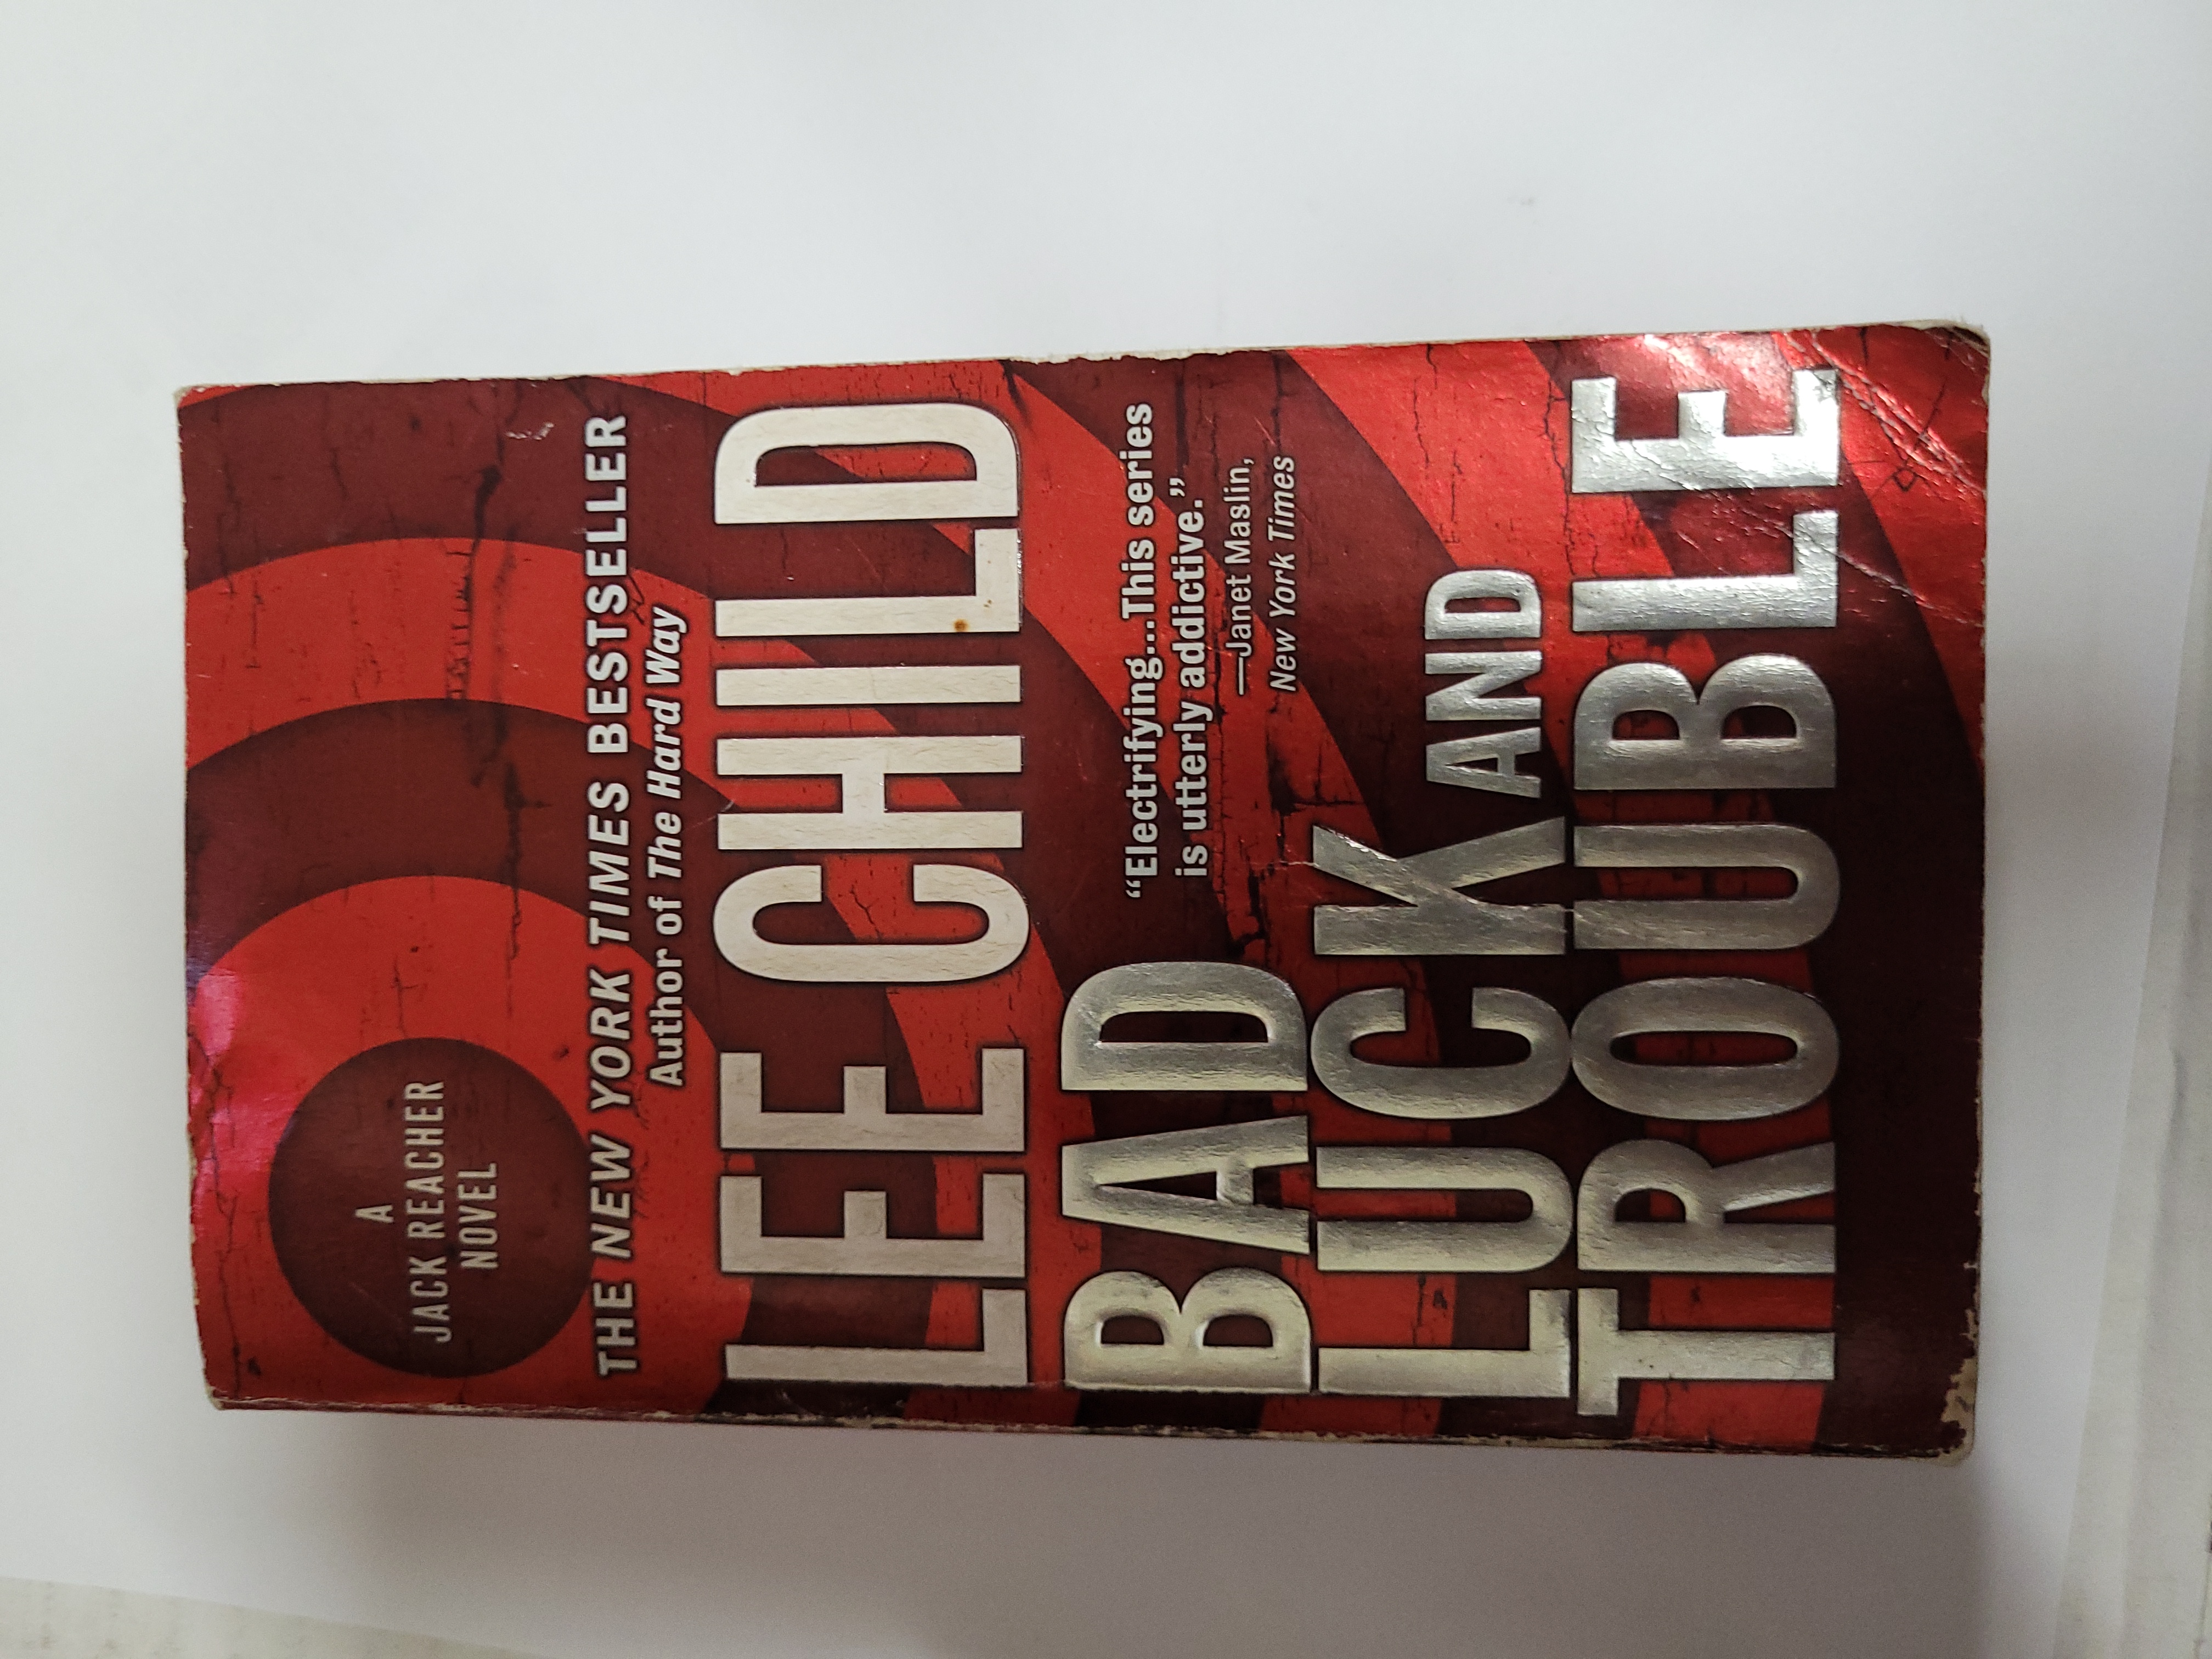 A
JACK REACHER
NOVEL
THE NEW YORK TIMES BESTSELLER
Author of The Hard Way
LEE CHILD
“Electrifying...This series
is utterly addictive.”
—Janet Maslin,
New York Times
BAD
LUCK AND
TROUBLE